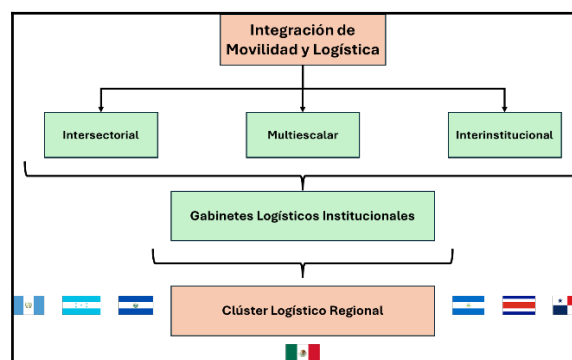 Integración de
Movilidad y Logística
Intersectorial
Multiescalar
Interinstitucional
Gabinetes Logísticos Institucionales
Clúster Logístico Regional